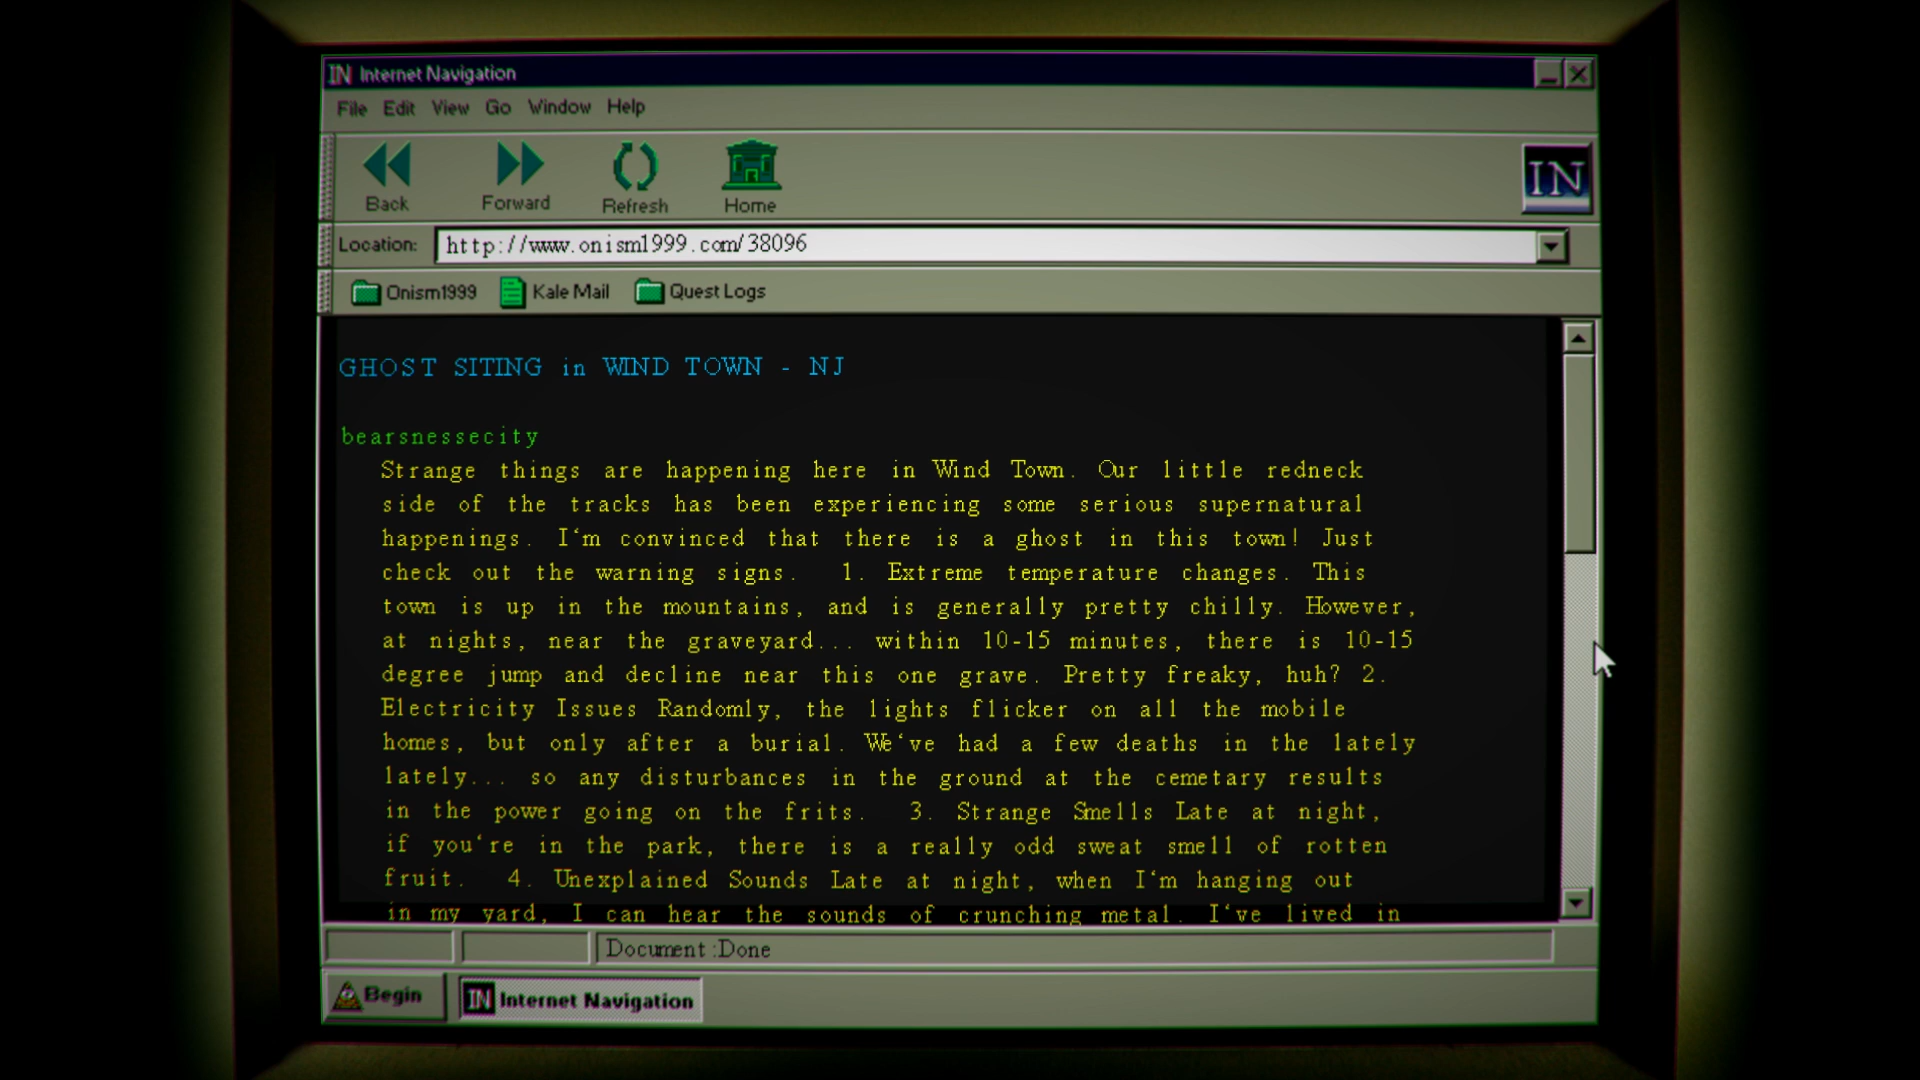 IN Internet Navigation
File Edit View Go Window Help
Back Forward Refresh Home
IN
Location: http://www.onism1999.com/38096
Onism1999 Kale Mail Quest Logs
GHOST SITING in WIND TOWN - NJ
bearsnessecity
Strange things are happening here in Wind Town. Our little redneck
side of the tracks has been experiencing some serious supernatural
happenings. I'm convinced that there is a ghost in this town! Just
check out the warning signs. 1. Extreme temperature changes. This
town is up in the mountains, and is generally pretty chilly. However,
at nights, near the graveyard... within 10-15 minutes, there is 10-15
degree jump and decline near this one grave. Pretty freaky, huh? 2.
Electricity Issues Randomly, the lights flicker on all the mobile
homes, but only after a burial. We've had a few deaths in the lately
lately... so any disturbances in the ground at the cemetary results
in the power going on the frits. 3. Strange Smells Late at night,
if you're in the park, there is a really odd sweat smell of rotten
fruit. 4. Unexplained Sounds Late at night, when I'm hanging out
in my yard, I can hear the sounds of crunching metal. I've lived in
Document :Done
Begin IN Internet Navigation